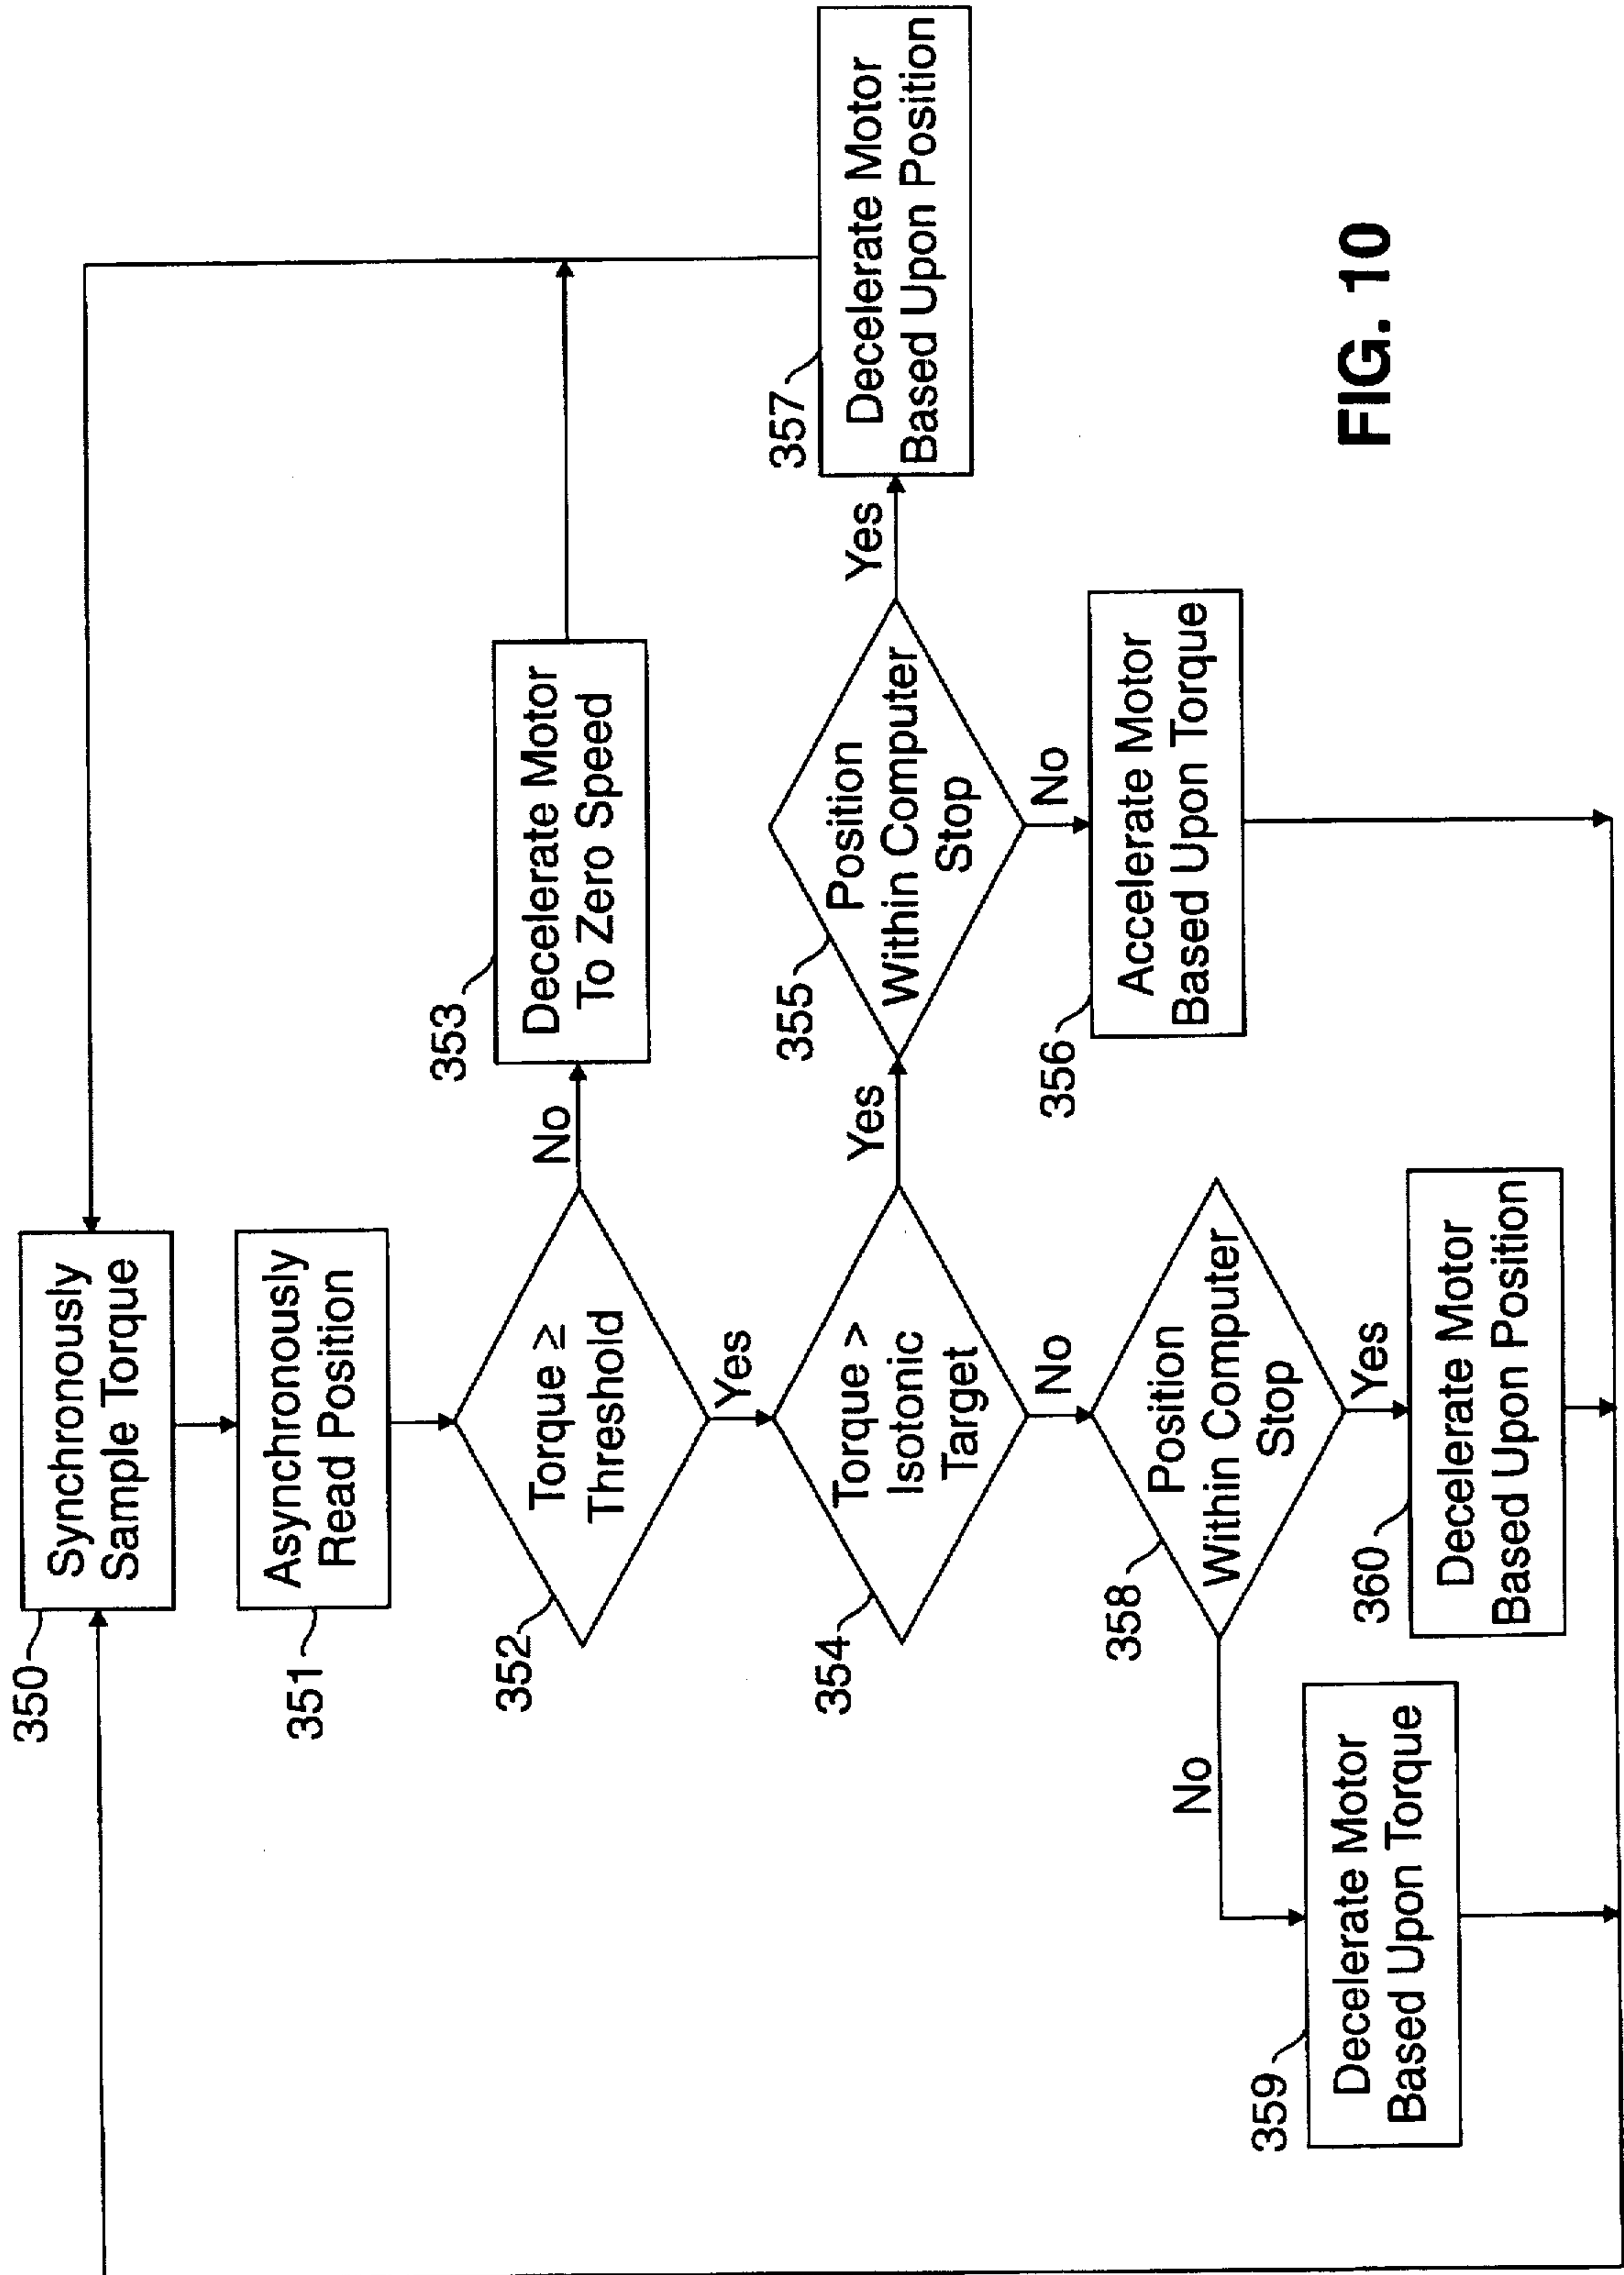 350
Synchronously
Sample Torque
351
Asynchronously
Read Position
352
Torque ≥
Threshold
No
353
Decelerate Motor
To Zero Speed
Yes
354
Torque >
Isotonic
Target
Yes
355
Position
Within Computer
Stop
Yes
357
Decelerate Motor
Based Upon Position
No
356
Accelerate Motor
Based Upon Torque
No
358
Position
Within Computer
Stop
No
359
Decelerate Motor
Based Upon Torque
Yes
360
Decelerate Motor
Based Upon Position
FIG. 10